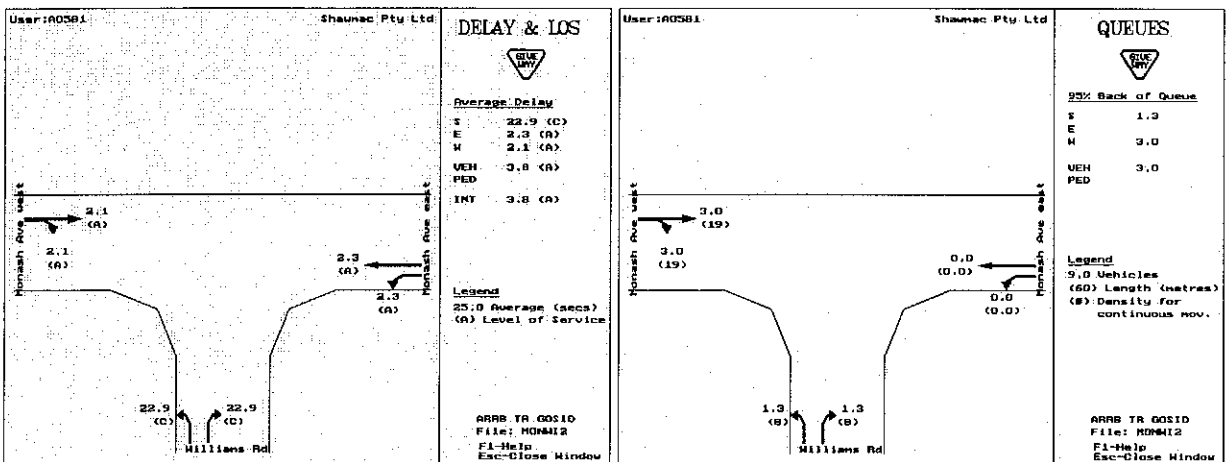 User:A0581
Shawmac Pty Ltd
DELAY & LOS
GIVE WAY
Average Delay
S 22.9 (C)
E 2.3 (A)
W 2.1 (A)
VEH 3.8 (A)
PED
INT 3.8 (A)
Monash Ave west
Monash Ave east
2.1
(A)
2.1
(A)
2.3
(A)
2.3
(A)
22.9
(C)
22.9
(C)
Williams Rd
Legend
25.0 Average (secs)
(A) Level of Service
ARRB TR GOSID
File: MONWI2
F1-Help
Esc-Close Window
User:A0581
Shawmac Pty Ltd
QUEUES
GIVE WAY
95% Back of Queue
S 1.3
E
W 3.0
VEH 3.0
PED
Monash Ave west
Monash Ave east
3.0
(19)
3.0
(19)
0.0
(0.0)
0.0
(0.0)
1.3
(8)
1.3
(8)
Williams Rd
Legend
9.0 Vehicles
(60) Length (metres)
(#) Density for
continuous mov.
ARRB TR GOSID
File: MONWI2
F1-Help
Esc-Close Window